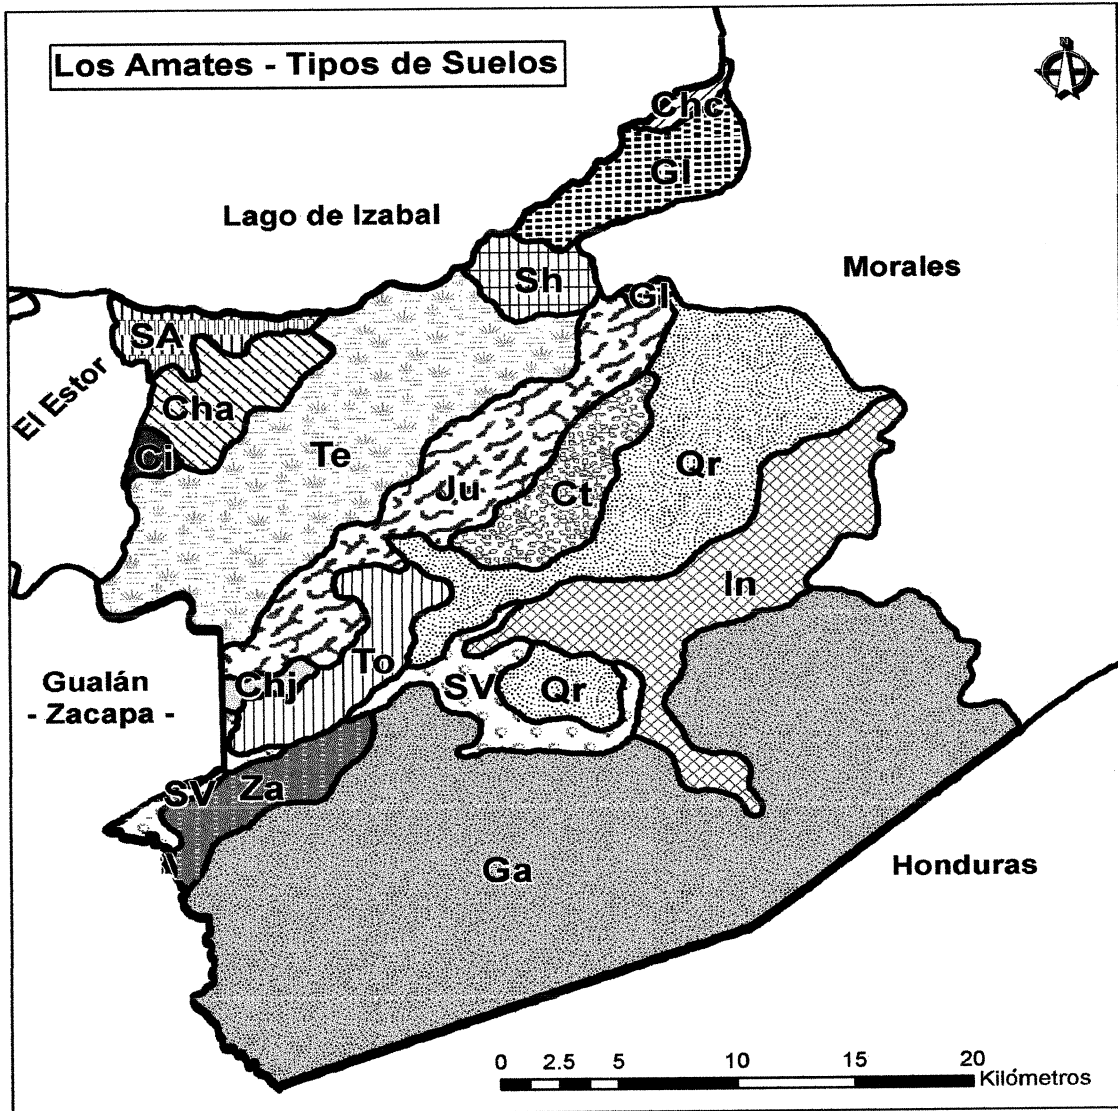 Los Amates - Tipos de Suelos
N
Chc
Gl
Lago de Izabal
Morales
Sh
Gl
SA
El Estor
Cha
Ci
Te
Qr
Ju
Ct
In
To
Gualán
- Zacapa -
Chj
SV
Qr
SV
Za
Ga
Honduras
0 2.5 5 10 15 20
Kilómetros